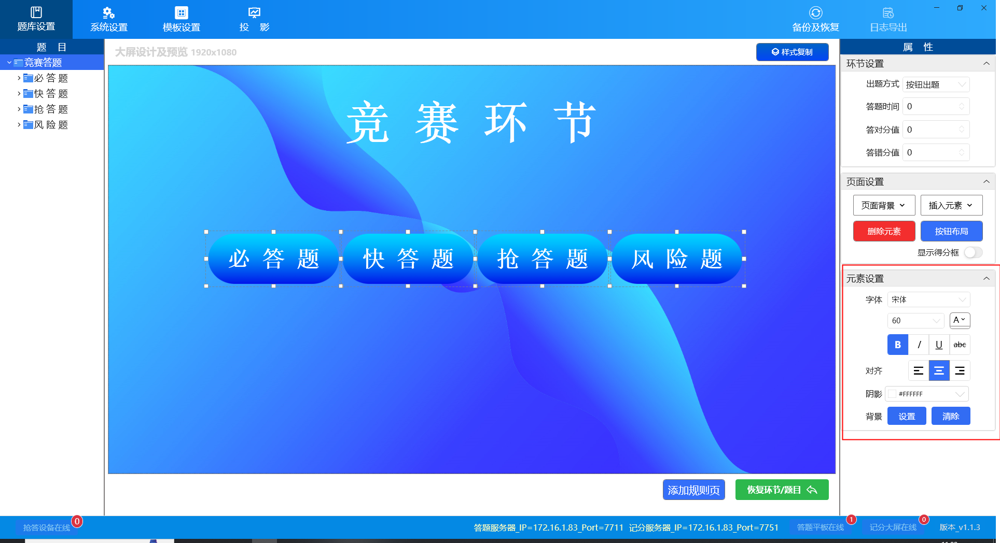 题库设置
系统设置
模板设置
投 影
备份及恢复
日志导出
题 目
竞赛答题
必 答 题
快 答 题
抢 答 题
风 险 题
大屏设计及预览 1920x1080
样式复制
竞 赛 环 节
必 答 题
快 答 题
抢 答 题
风 险 题
添加规则页
恢复环节/题目
属 性
环节设置
出题方式 按钮出题
答题时间 0
答对分值 0
答错分值 0
页面设置
页面背景
插入元素
删除元素
按钮布局
显示得分框
元素设置
字体 宋体
60 A
B I U abc
对齐
阴影 #FFFFFF
背景 设置 清除
抢答设备在线 0
答题服务器_IP=172.16.1.83_Port=7711 记分服务器_IP=172.16.1.83_Port=7751
答题平板在线 1
记分大屏在线 0
版本_v1.1.3